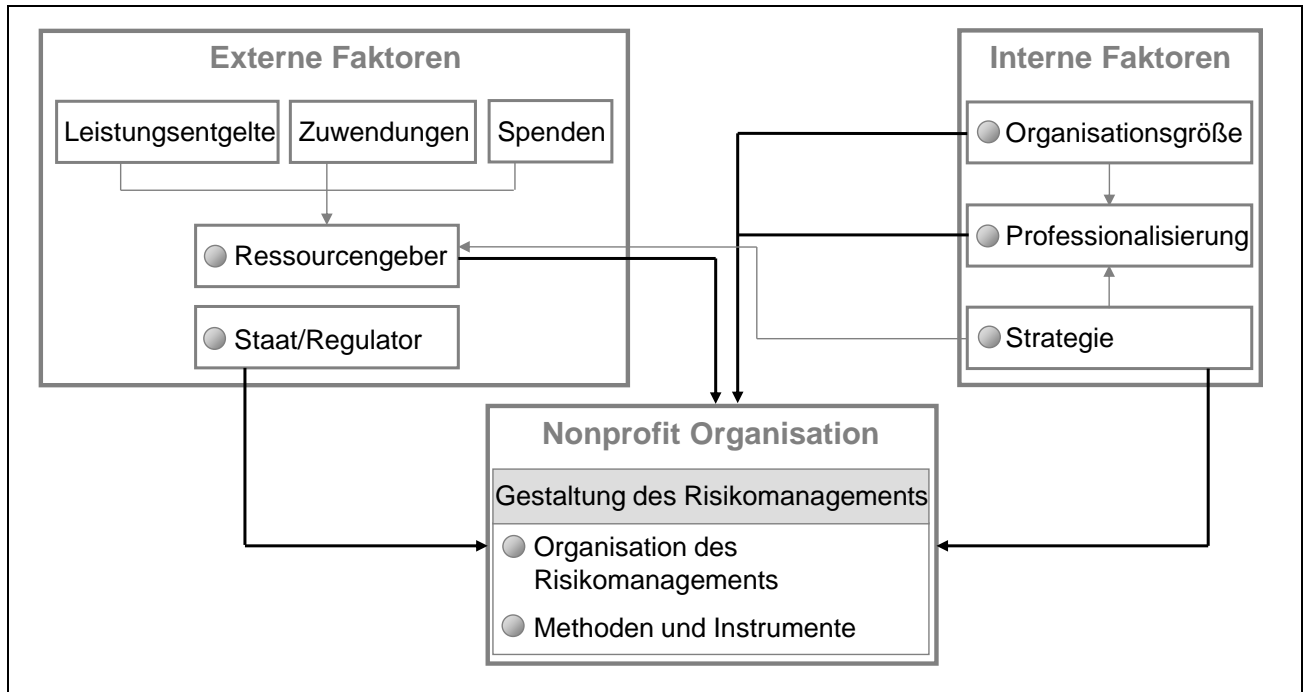 Externe Faktoren
Leistungsentgelte
Zuwendungen
Spenden
Ressourcengeber
Staat/Regulator
Interne Faktoren
Organisationsgröße
Professionalisierung
Strategie
Nonprofit Organisation
Gestaltung des Risikomanagements
Organisation des
Risikomanagements
Methoden und Instrumente